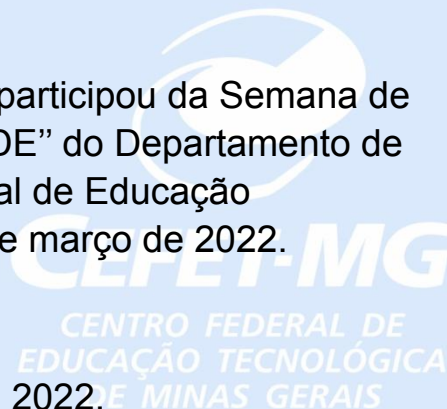 participou da Semana de
DE” do Departamento de
al de Educação
e março de 2022.
CEFET-MG
CENTRO FEDERAL DE
EDUCAÇÃO TECNOLÓGICA
DE MINAS GERAIS
2022.